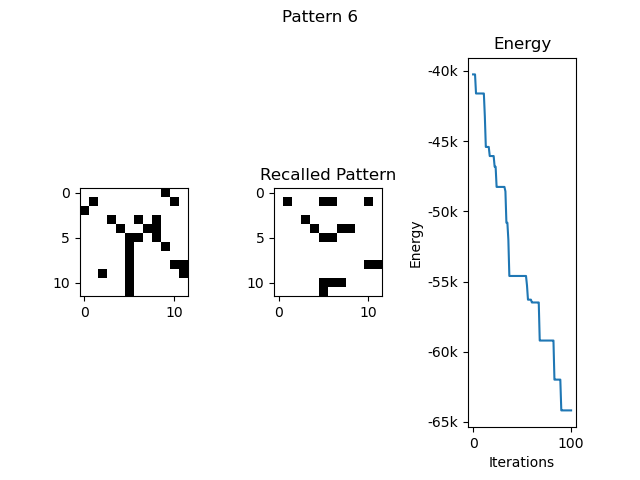 Pattern 6
Energy
Recalled Pattern
-40k
-45k
-50k
-55k
-60k
-65k
Energy
0
5
10
0
10
0
5
10
0
10
0
100
Iterations